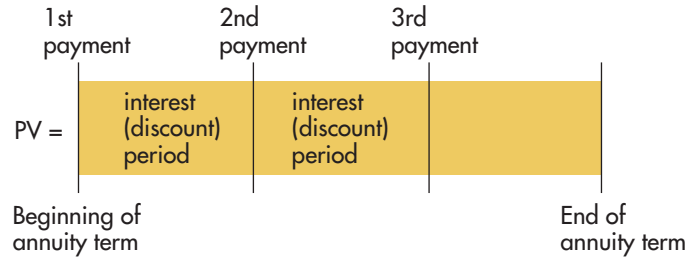 1st
payment
2nd
payment
3rd
payment
PV =
interest
(discount)
period
interest
(discount)
period
Beginning of
annuity term
End of
annuity term